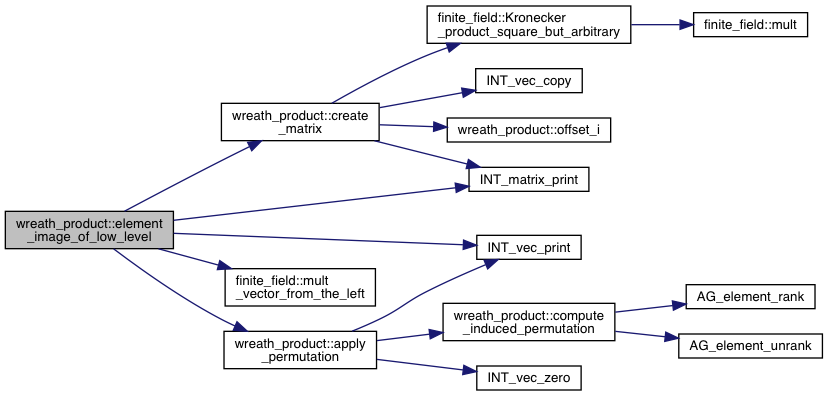 finite_field::Kronecker
_product_square_but_arbitrary
finite_field::mult
INT_vec_copy
wreath_product::create
_matrix
wreath_product::offset_i
INT_matrix_print
wreath_product::element
_image_of_low_level
INT_vec_print
finite_field::mult
_vector_from_the_left
wreath_product::compute
_induced_permutation
AG_element_rank
AG_element_unrank
wreath_product::apply
_permutation
INT_vec_zero